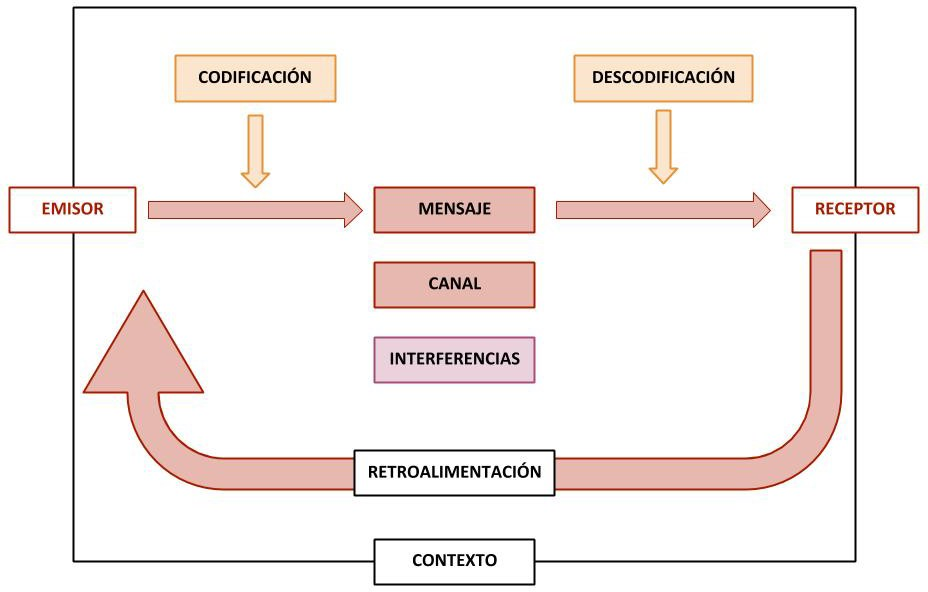 CODIFICACIÓN
DESCODIFICACIÓN
EMISOR
MENSAJE
RECEPTOR
CANAL
INTERFERENCIAS
RETROALIMENTACIÓN
CONTEXTO